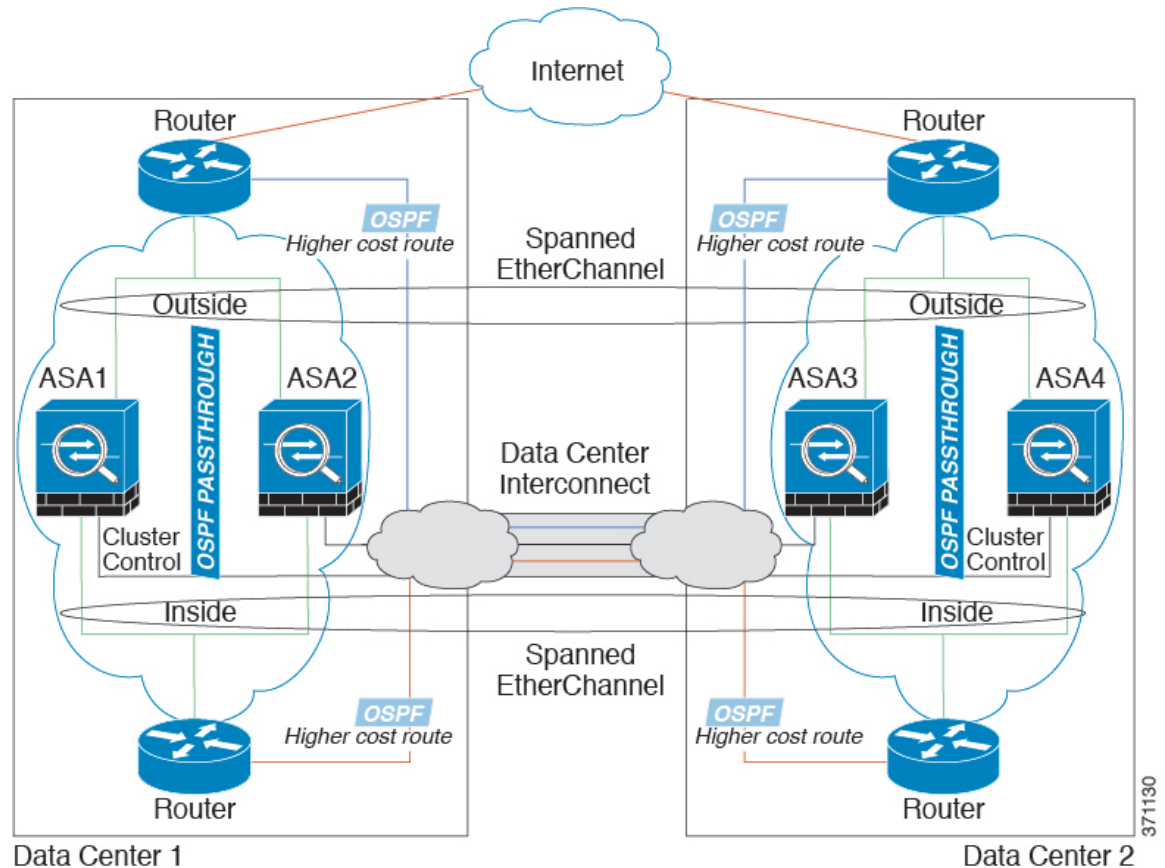 Internet
Router
Router
OSPF
Higher cost route
Spanned
EtherChannel
OSPF
Higher cost route
Outside
Outside
ASA1
OSPF PASSTHROUGH
ASA2
ASA3
OSPF PASSTHROUGH
ASA4
Data Center
Interconnect
Cluster
Control
Cluster
Control
Inside
Inside
Spanned
EtherChannel
OSPF
Higher cost route
OSPF
Higher cost route
Router
Router
371130
Data Center 1
Data Center 2